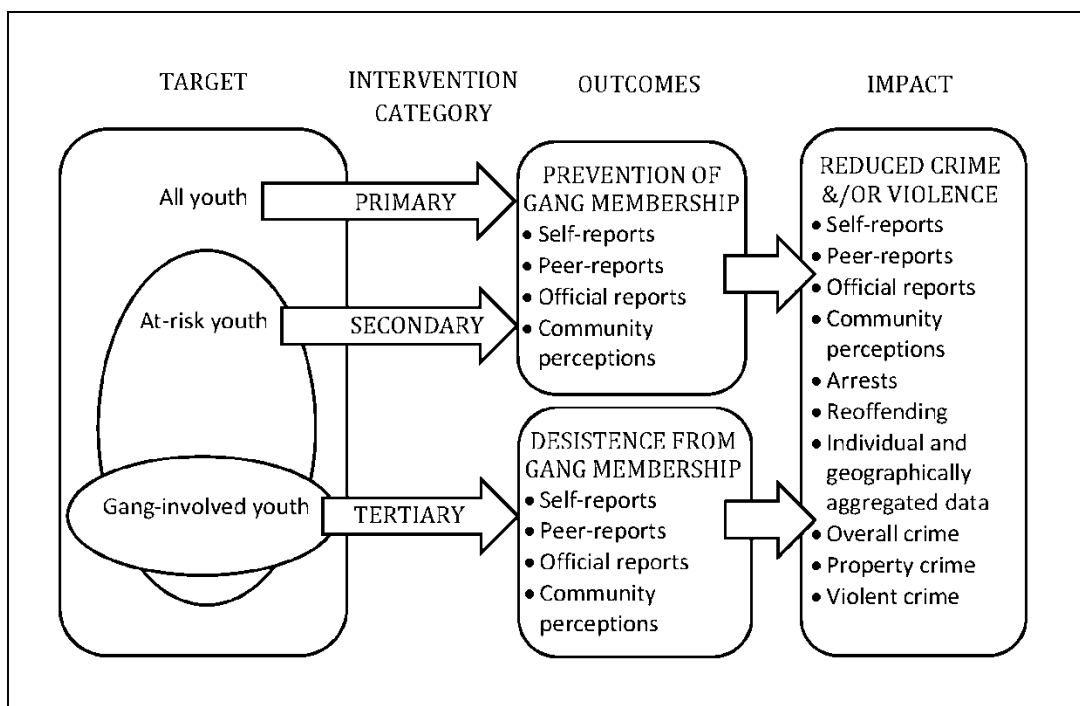 TARGET
INTERVENTION
CATEGORY
OUTCOMES
IMPACT
All youth
At-risk youth
Gang-involved youth
PRIMARY
SECONDARY
TERTIARY
PREVENTION OF
GANG MEMBERSHIP
• Self-reports
• Peer-reports
• Official reports
• Community
perceptions
DESISTENCE FROM
GANG MEMBERSHIP
• Self-reports
• Peer-reports
• Official reports
• Community
perceptions
REDUCED CRIME
&/OR VIOLENCE
• Self-reports
• Peer-reports
• Official reports
• Community
perceptions
• Arrests
• Reoffending
• Individual and
geographically
aggregated data
• Overall crime
• Property crime
• Violent crime